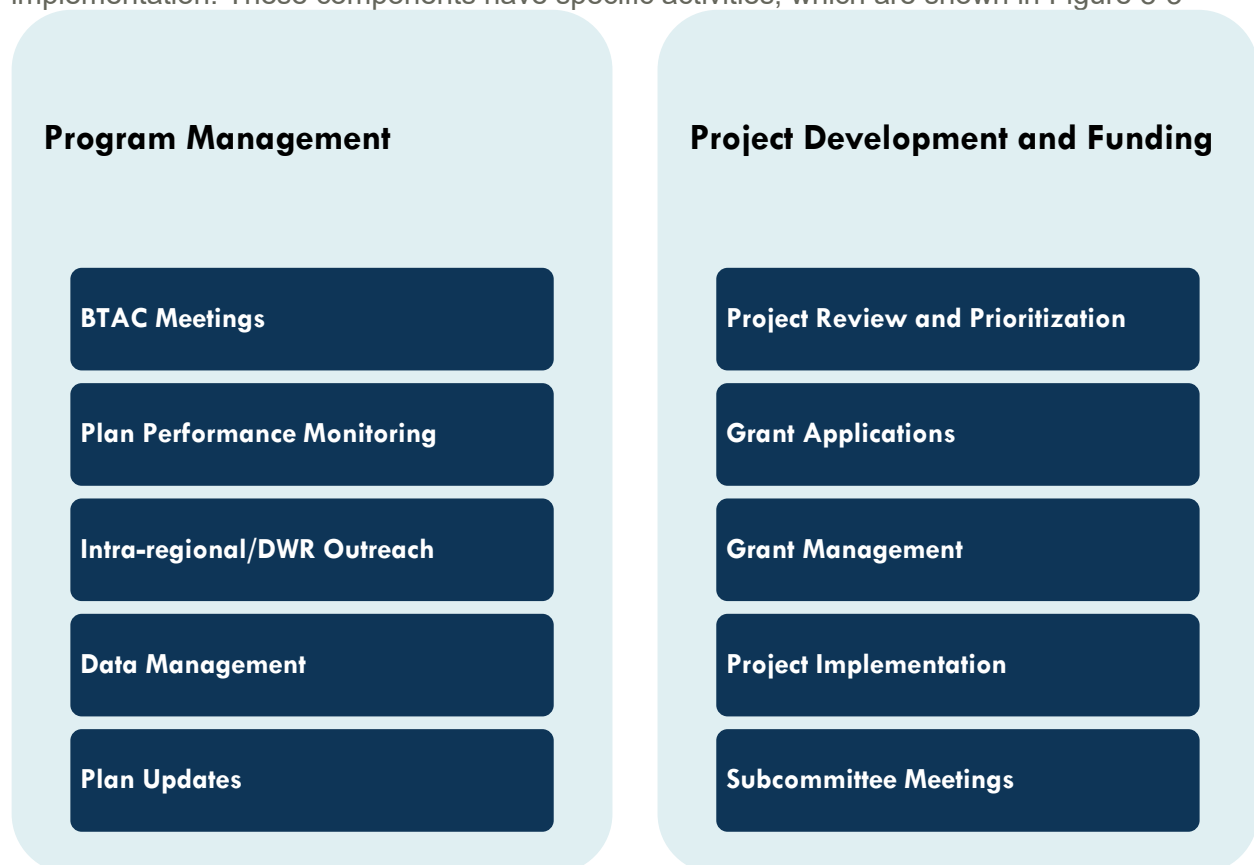 implementation. These components have specific activities, which are shown in Figure
Program Management
BTAC Meetings
Plan Performance Monitoring
Intra-regional/DWR Outreach
Data Management
Plan Updates
Project Development and Funding
Project Review and Prioritization
Grant Applications
Grant Management
Project Implementation
Subcommittee Meetings